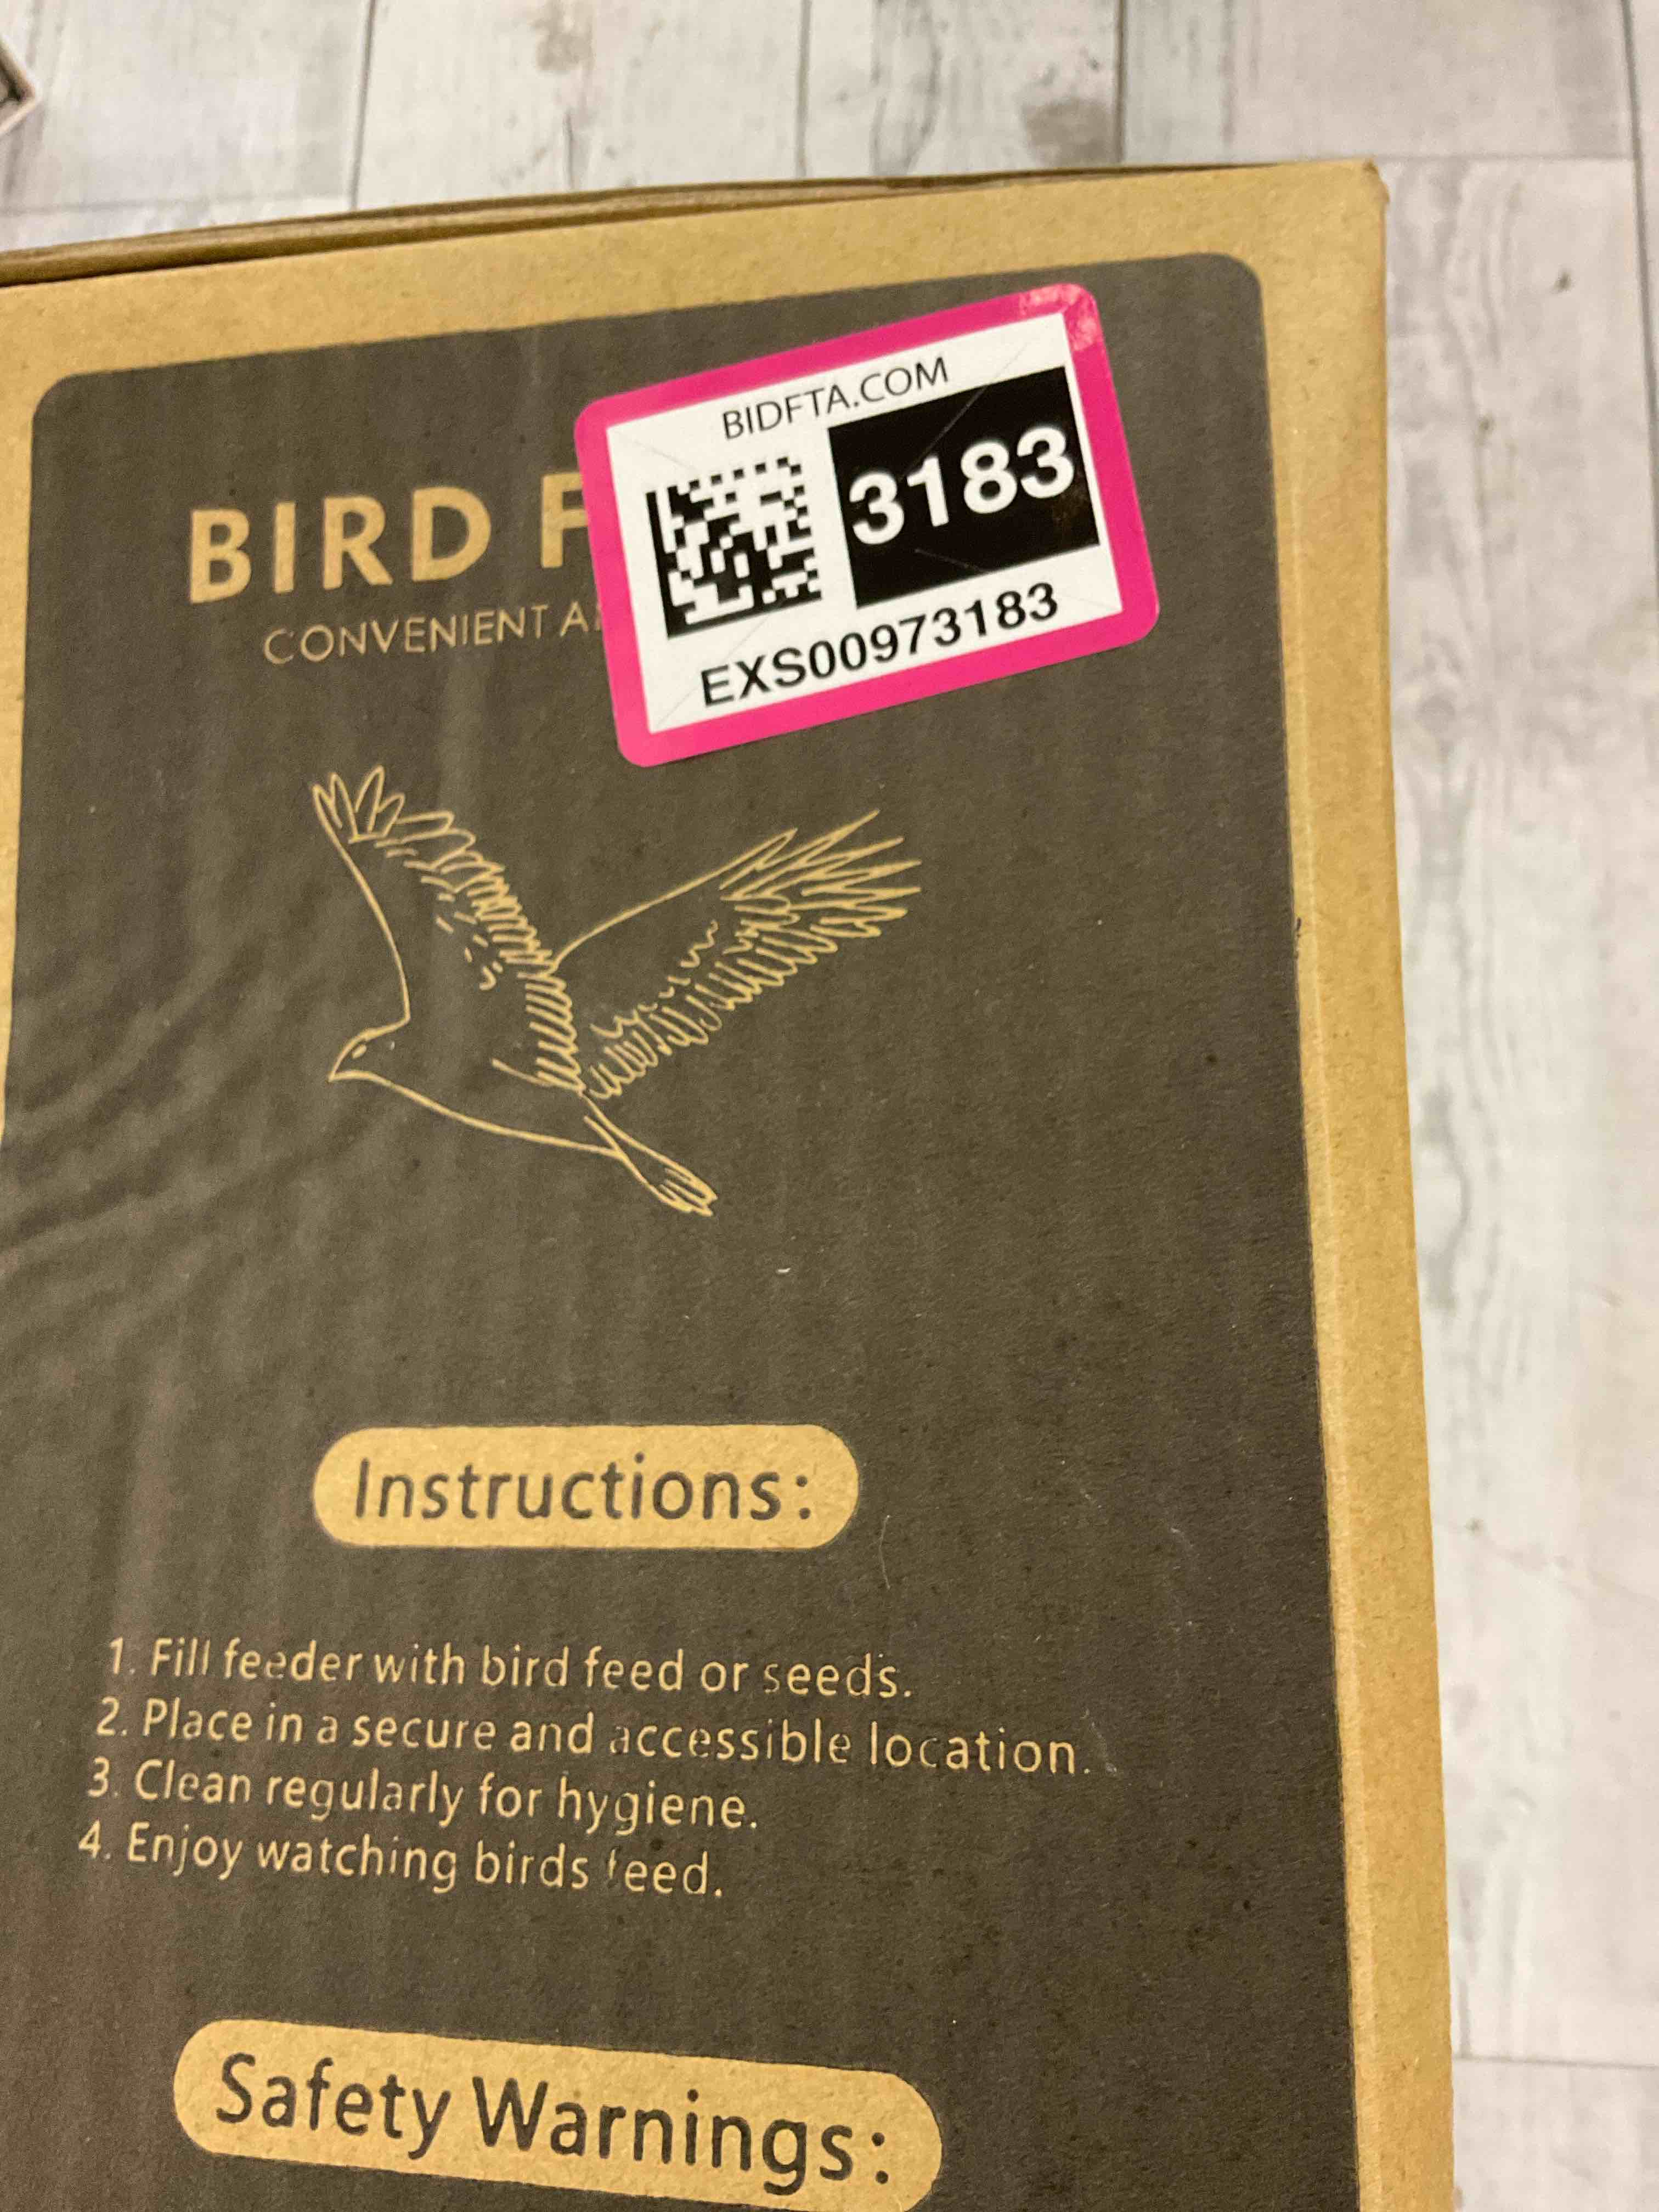 BIDFTA.COM
3183
EXS00973183
BIRD
CONVENIENT
Instructions:
1. Fill feeder with bird feed or seeds.
2. Place in a secure and accessible location.
3. Clean regularly for hygiene.
4. Enjoy watching birds feed.
Safety Warnings: